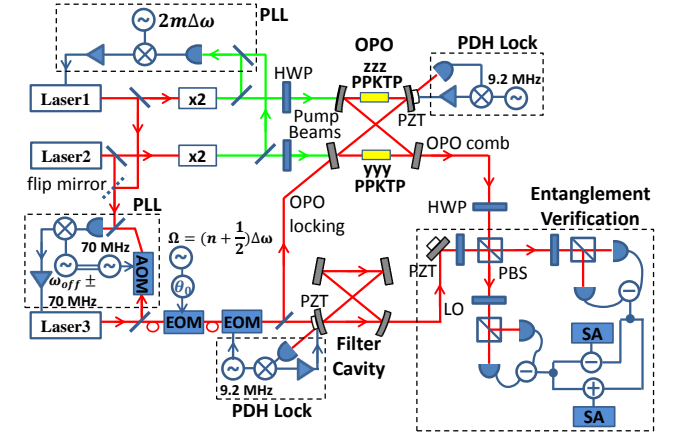 PLL
2mΔω
OPO
PDH Lock
HWP
zzz
PPKTP
9.2 MHz
Laser1
x2
PZT
Pump
Beams
OPO comb
Laser2
x2
yyy
PPKTP
flip mirror
OPO
locking
HWP
Entanglement
Verification
PLL
Ω = (n + 1/2)Δω
70 MHz
AOM
ω_off ±
70 MHz
θ₀
PZT
PBS
PZT
LO
Laser3
EOM
EOM
Filter
Cavity
SA
9.2 MHz
PDH Lock
SA